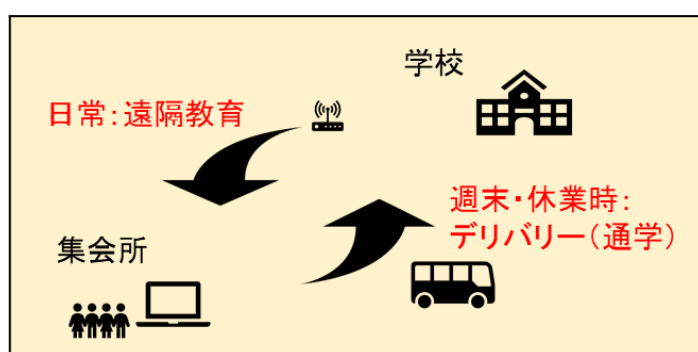 学校
日常：遠隔教育
週末・休業時：
デリバリー（通学）
集会所